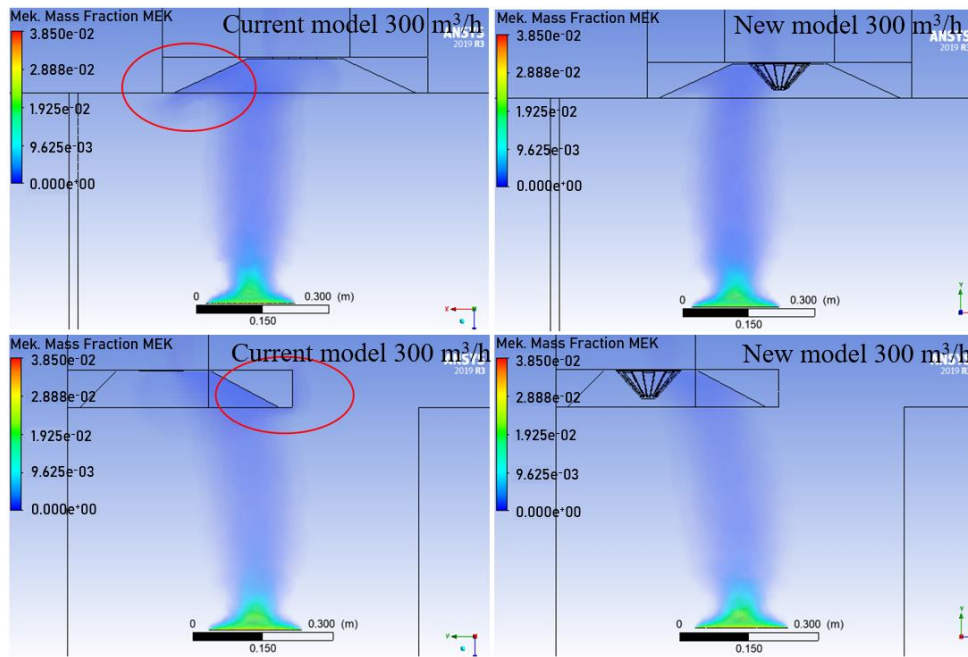 Mek. Mass Fraction MEK
Current model 300 m³/h
ANSYS
2019 R3
3.850e-02
2.888e-02
1.925e-02
9.625e-03
0.000e+00
0
0.300 (m)
0.150
X
Mek. Mass Fraction MEK
New model 300 m³/h
ANSYS
2019 R3
3.850e-02
2.888e-02
1.925e-02
9.625e-03
0.000e+00
0
0.300 (m)
0.150
Y
Mek. Mass Fraction MEK
Current model 300 m³/h
ANSYS
2019 R3
3.850e-02
2.888e-02
1.925e-02
9.625e-03
0.000e+00
0
0.300 (m)
0.150
Y
Mek. Mass Fraction MEK
New model 300 m³/h
ANSYS
2019 R3
3.850e-02
2.888e-02
1.925e-02
9.625e-03
0.000e+00
0
0.300 (m)
0.150
Y